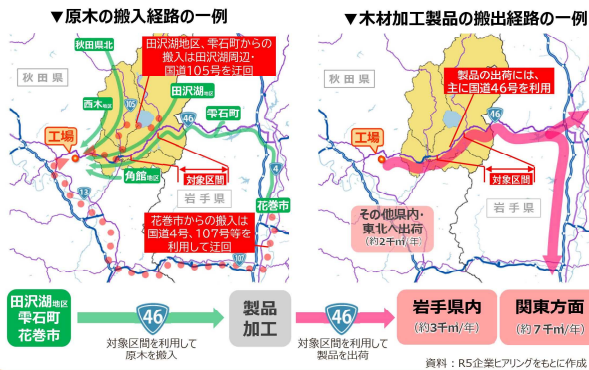 ▼原木の搬入経路の一例
秋田県北
田沢湖地区、雫石町からの
搬入は田沢湖周辺・
国道105号を迂回
秋田県
西木地区
105
田沢湖地区
46
雫石町
工場
対象区間
角館地区
13
4
岩手県
花巻市
花巻市からの搬入は
国道4号、107号等を
利用して迂回
107
▼木材加工製品の搬出経路の一例
製品の出荷には、
主に国道46号を利用
秋田県
46
工場
対象区間
岩手県
その他県内・
東北へ出荷
(約2千㎥/年)
田沢湖地区
雫石町
花巻市
46
対象区間を利用して
原木を搬入
製品
加工
46
対象区間を利用して
製品を出荷
岩手県内
(約3千㎥/年)
関東方面
(約7千㎥/年)
資料：R5企業ヒアリングをもとに作成